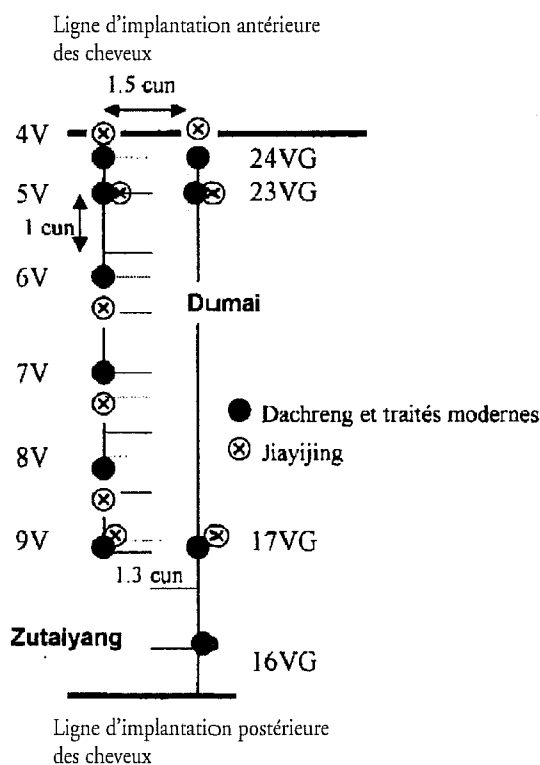 Ligne d'implantation antérieure
des cheveux
1.5 cun
4V
24VG
5V
23VG
1 cun
6V
Dumai
7V
Dachreng et traités modernes
Jiayijing
8V
9V
17VG
1.3 cun
Zutaiyang
16VG
Ligne d'implantation postérieure
des cheveux